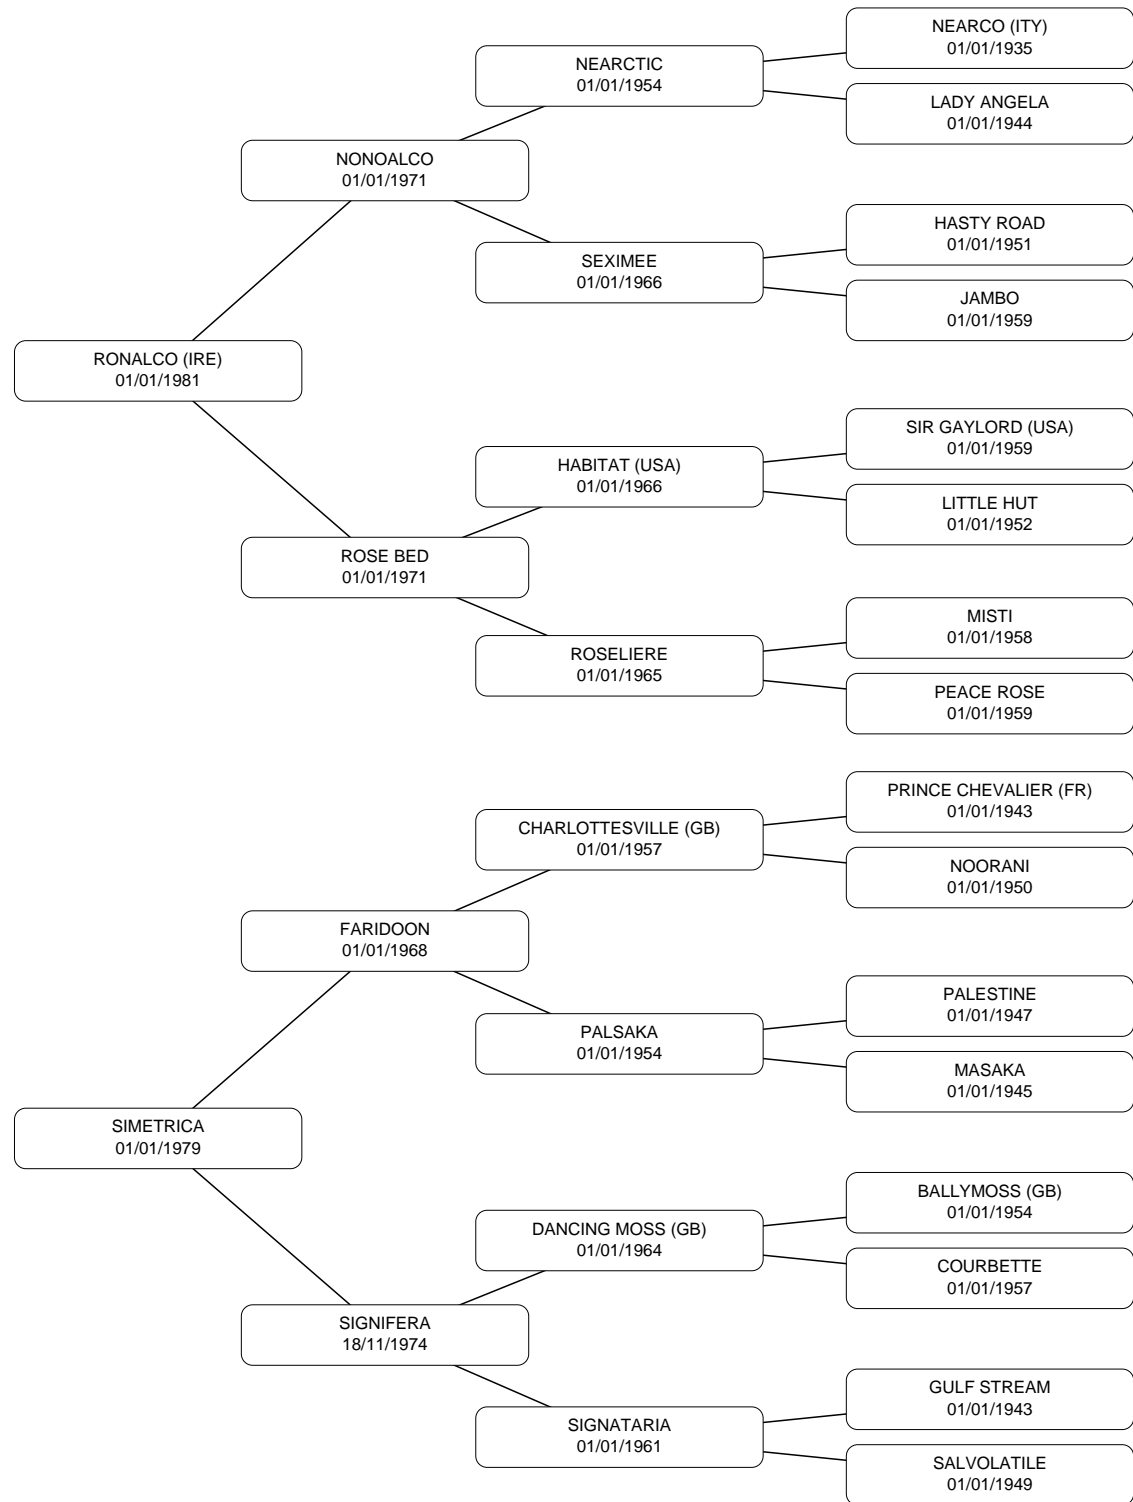 NEARCO (ITY)
01/01/1935
NEARCTIC
01/01/1954
LADY ANGELA
01/01/1944
NONOALCO
01/01/1971
HASTY ROAD
01/01/1951
SEXIMEE
01/01/1966
JAMBO
01/01/1959
RONALCO (IRE)
01/01/1981
SIR GAYLORD (USA)
01/01/1959
HABITAT (USA)
01/01/1966
LITTLE HUT
01/01/1952
ROSE BED
01/01/1971
MISTI
01/01/1958
ROSELIERE
01/01/1965
PEACE ROSE
01/01/1959
PRINCE CHEVALIER (FR)
01/01/1943
CHARLOTTESVILLE (GB)
01/01/1957
NOORANI
01/01/1950
FARIDOON
01/01/1968
PALESTINE
01/01/1947
PALSAKA
01/01/1954
MASAKA
01/01/1945
SIMETRICA
01/01/1979
BALLYMOSS (GB)
01/01/1954
DANCING MOSS (GB)
01/01/1964
COURBETTE
01/01/1957
SIGNIFERA
18/11/1974
GULF STREAM
01/01/1943
SIGNATARIA
01/01/1961
SALVOLATILE
01/01/1949